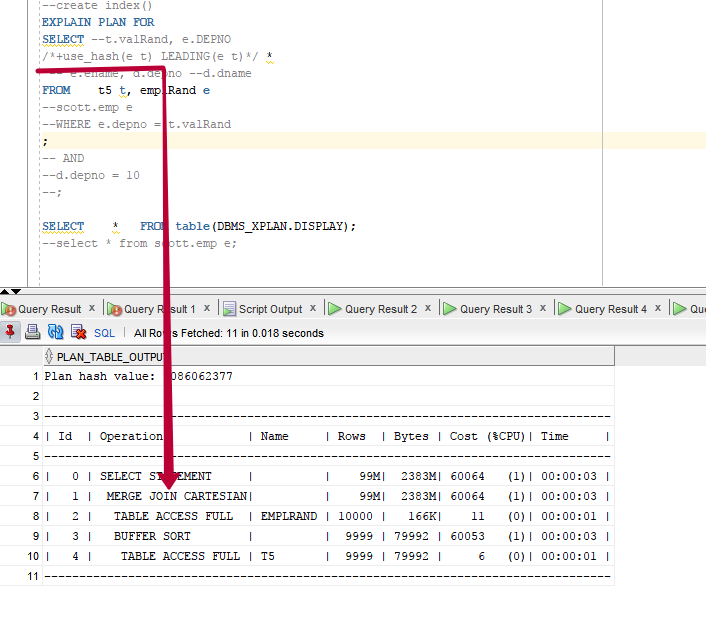 --create index()
EXPLAIN PLAN FOR
SELECT --t.valRand, e.DEPNO
/*+use_hash(e t) LEADING(e t)*/ *
e.ename, d.depno --d.dname
FROM t5 t, emplRand e
--scott.emp e
--WHERE e.depno = t.valRand
;
-- AND
--d.depno = 10
--;
SELECT * FROM table(DBMS_XPLAN.DISPLAY);
--select * from scott.emp e;
Query Result x Query Result 1 x Script Output x Query Result 2 x Query Result 3 x Query Result 4 x
SQL | All Rows Fetched: 11 in 0.018 seconds
PLAN_TABLE_OUTPUT
1 Plan hash value: 086062377
2
3 --------------------------------------------------------------------------------
4 | Id | Operation | Name | Rows | Bytes | Cost (%CPU)| Time |
5 --------------------------------------------------------------------------------
6 | 0 | SELECT STATEMENT | | 99M| 2383M| 60064 (1)| 00:00:03 |
7 | 1 | MERGE JOIN CARTESIAN| | 99M| 2383M| 60064 (1)| 00:00:03 |
8 | 2 | TABLE ACCESS FULL | EMPLRAND | 10000 | 166K| 11 (0)| 00:00:01 |
9 | 3 | BUFFER SORT | | 9999 | 79992 | 60053 (1)| 00:00:03 |
10 | 4 | TABLE ACCESS FULL | T5 | 9999 | 79992 | 6 (0)| 00:00:01 |
11 --------------------------------------------------------------------------------